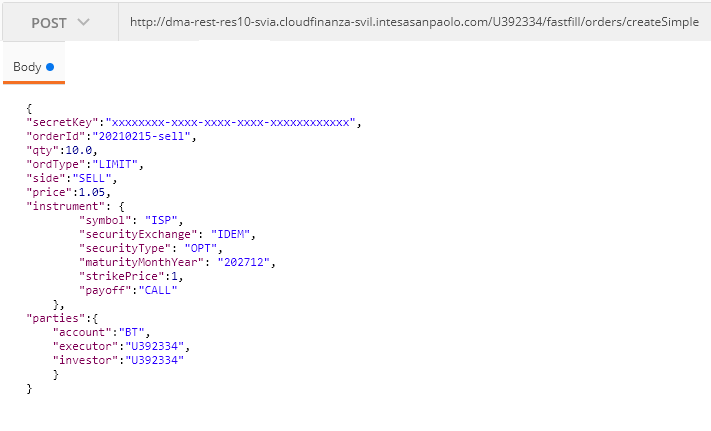 POST http://dma-rest-res10-svia.cloudfinanza-svil.intesasanpaolo.com/U392334/fastfill/orders/createSimple
Body
{
"secretKey":"xxxxxxxx-xxxx-xxxx-xxxx-xxxxxxxxxxxx",
"orderId":"20210215-sell",
"qty":10.0,
"ordType":"LIMIT",
"side":"SELL",
"price":1.05,
"instrument": {
"symbol": "ISP",
"securityExchange": "IDEM",
"securityType": "OPT",
"maturityMonthYear": "202712",
"strikePrice":1,
"payoff":"CALL"
},
"parties":{
"account":"BT",
"executor":"U392334",
"investor":"U392334"
}
}